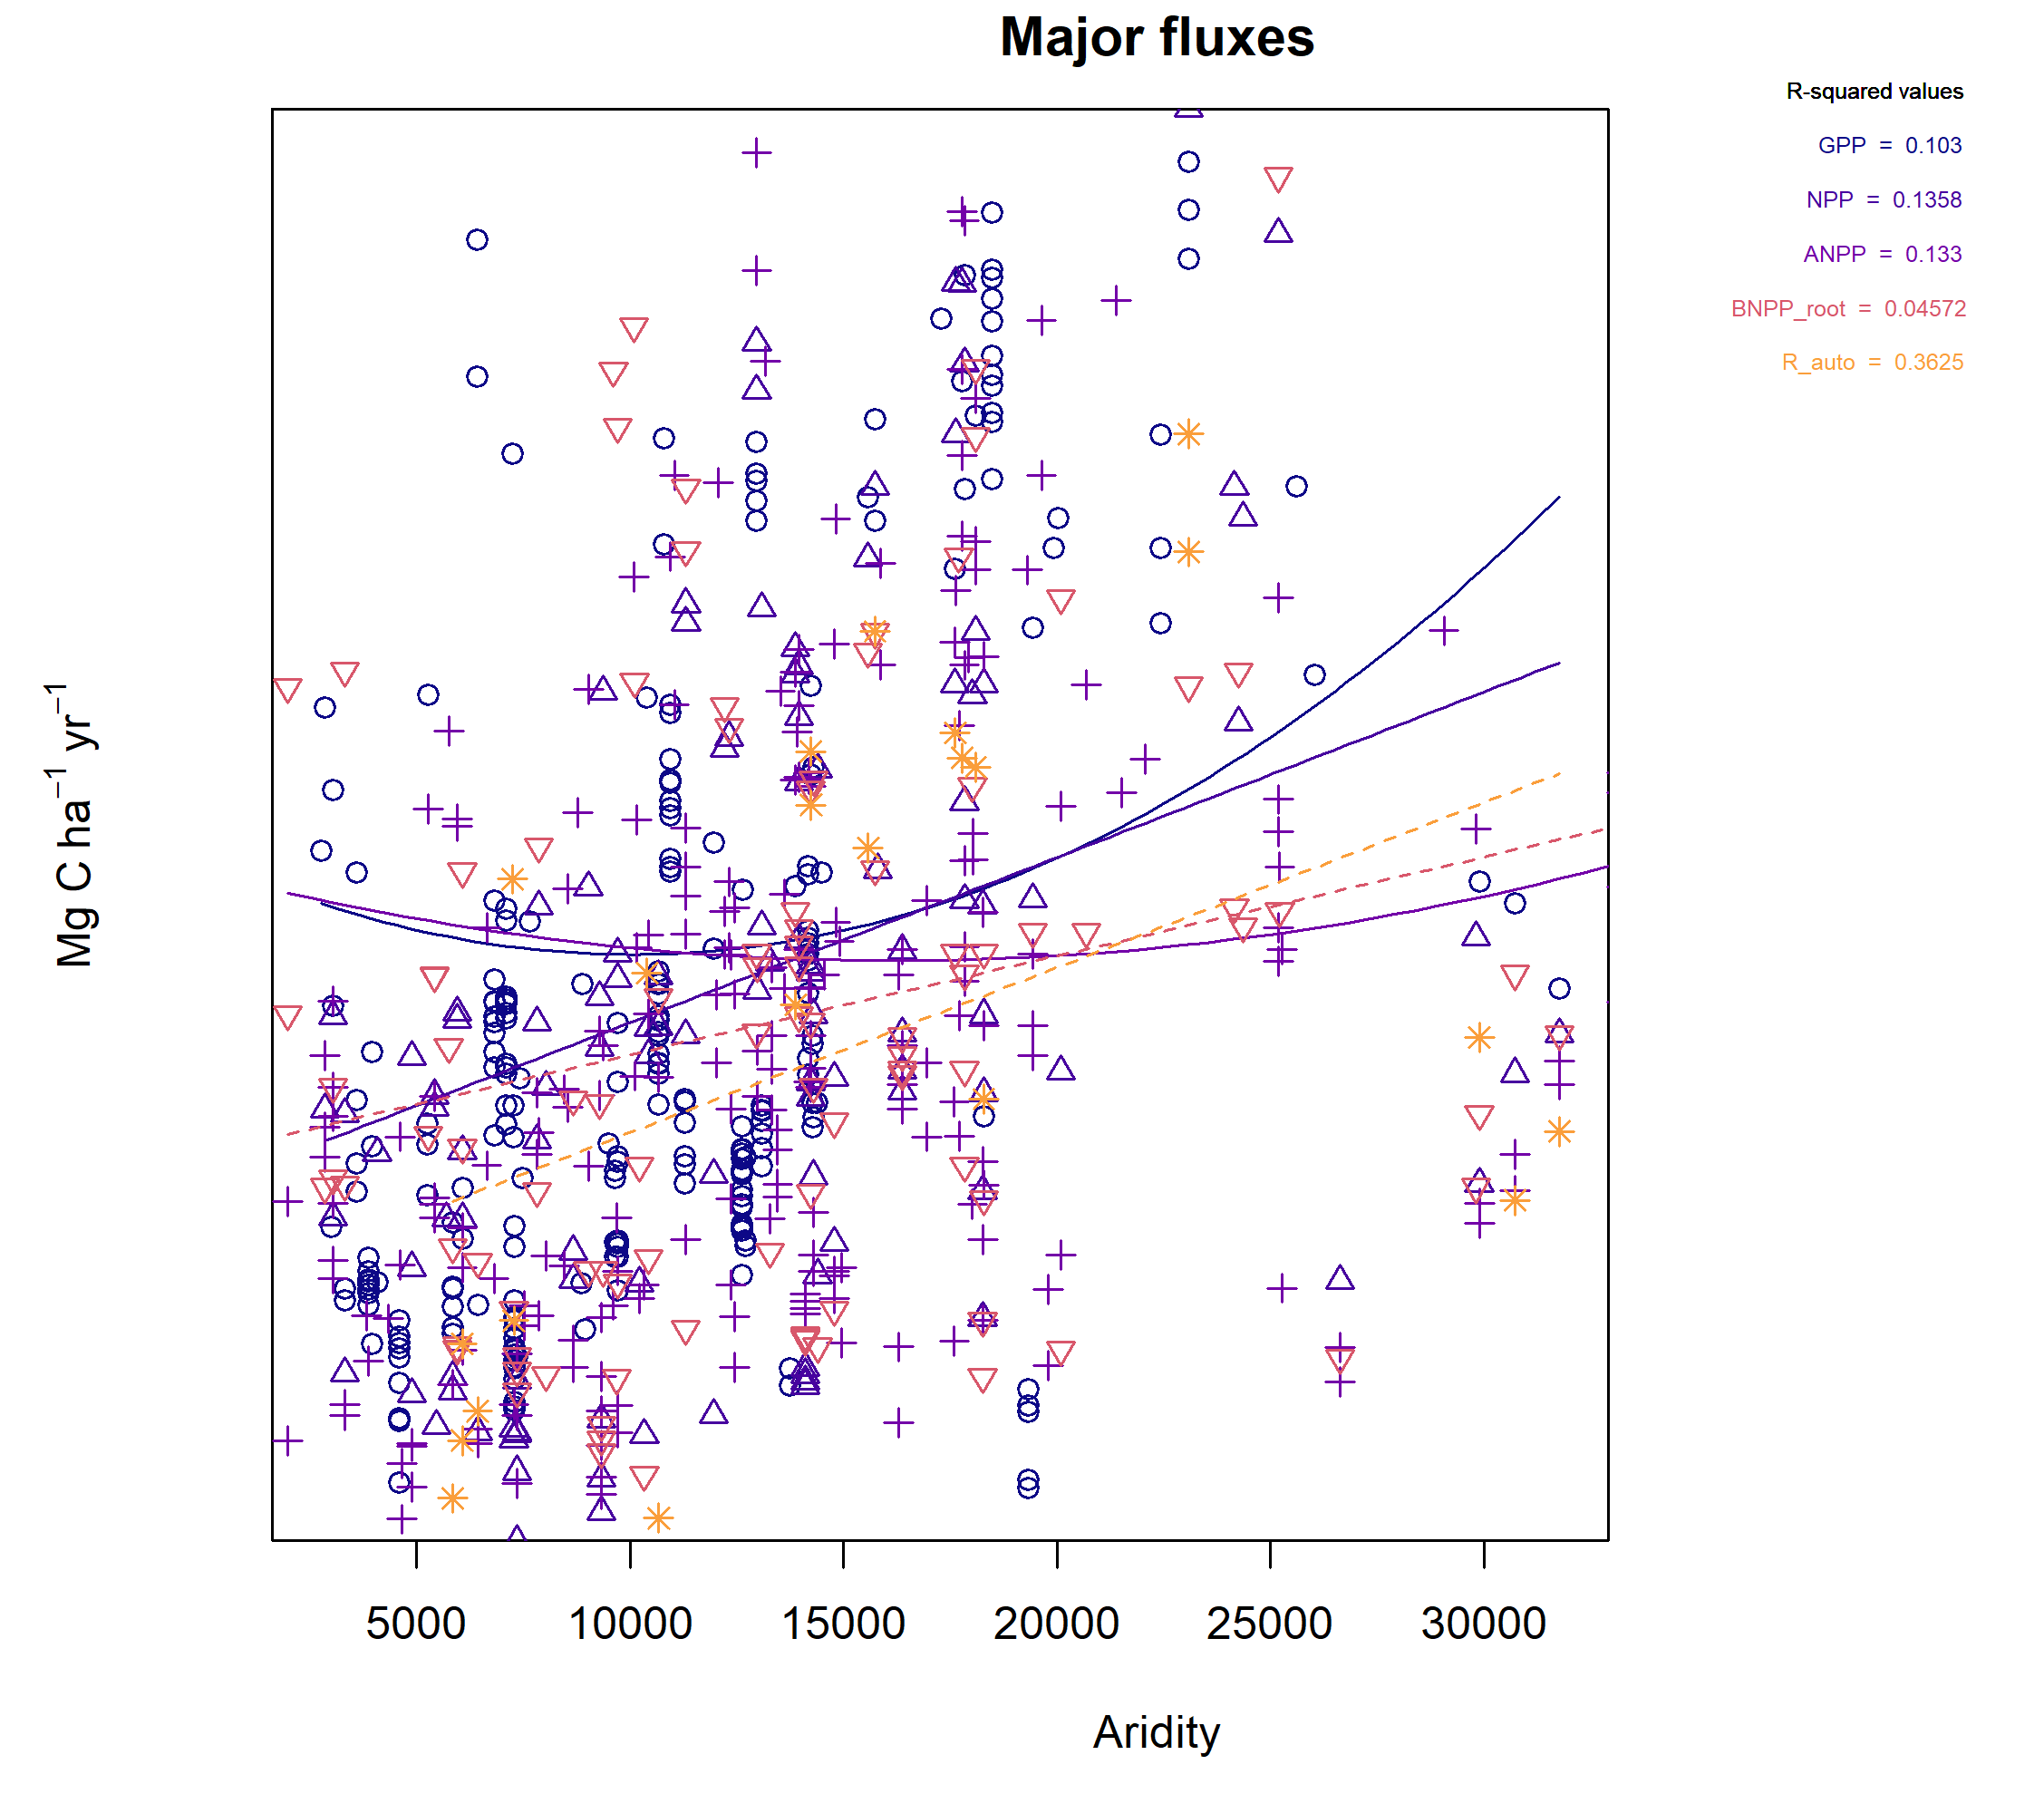 Major fluxes
R-squared values
GPP = 0.103
NPP = 0.1358
ANPP = 0.133
BNPP_root = 0.04572
R_auto = 0.3625
Mg C ha⁻¹ yr⁻¹
5000 10000 15000 20000 25000 30000
Aridity